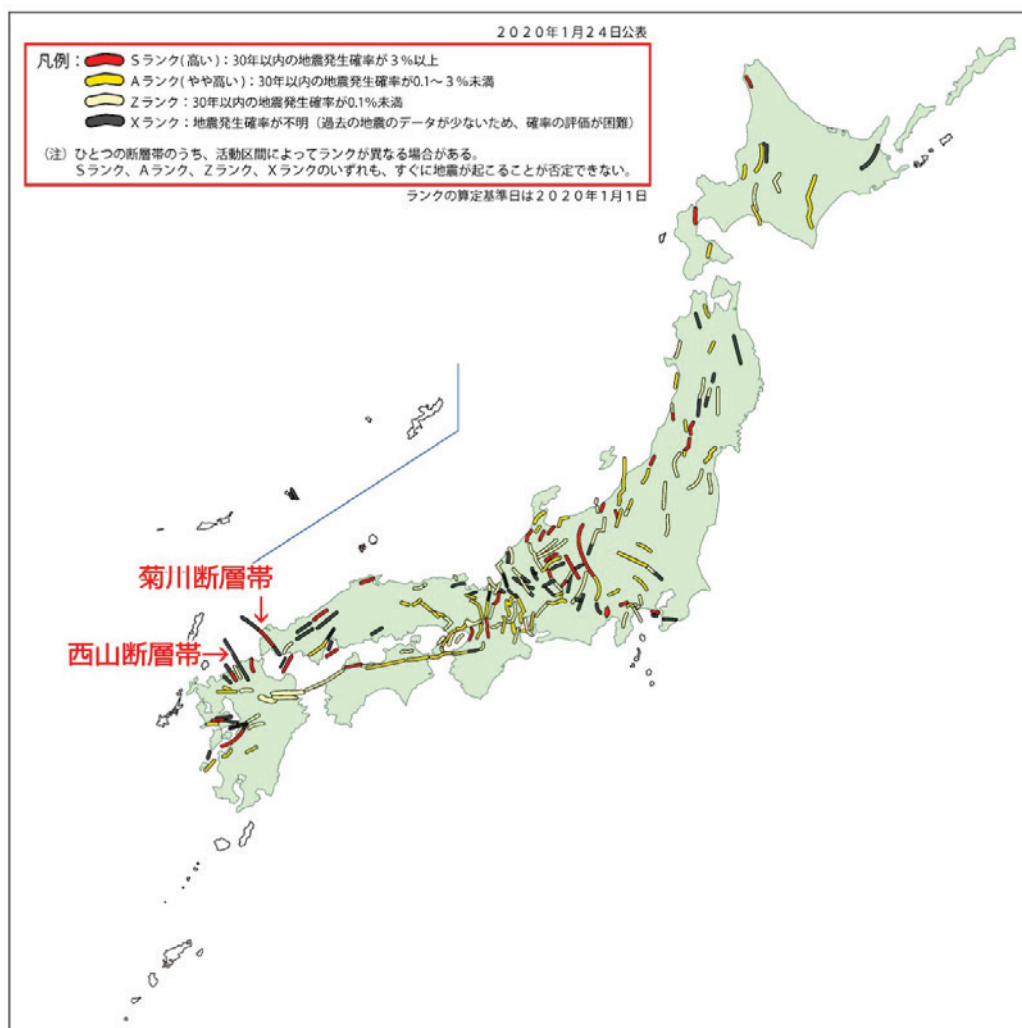 2020年1月24日公表
凡例：Sランク(高い)：30年以内の地震発生確率が3%以上
Aランク(やや高い)：30年以内の地震発生確率が0.1～3%未満
Zランク：30年以内の地震発生確率が0.1%未満
Xランク：地震発生確率が不明（過去の地震のデータが少ないため、確率の評価が困難）
（注）ひとつの断層帯のうち、活動区間によってランクが異なる場合がある。
Sランク、Aランク、Zランク、Xランクのいずれも、すぐに地震が起こることが否定できない。
ランクの算定基準日は2020年1月1日
菊川断層帯
↓
西山断層帯→